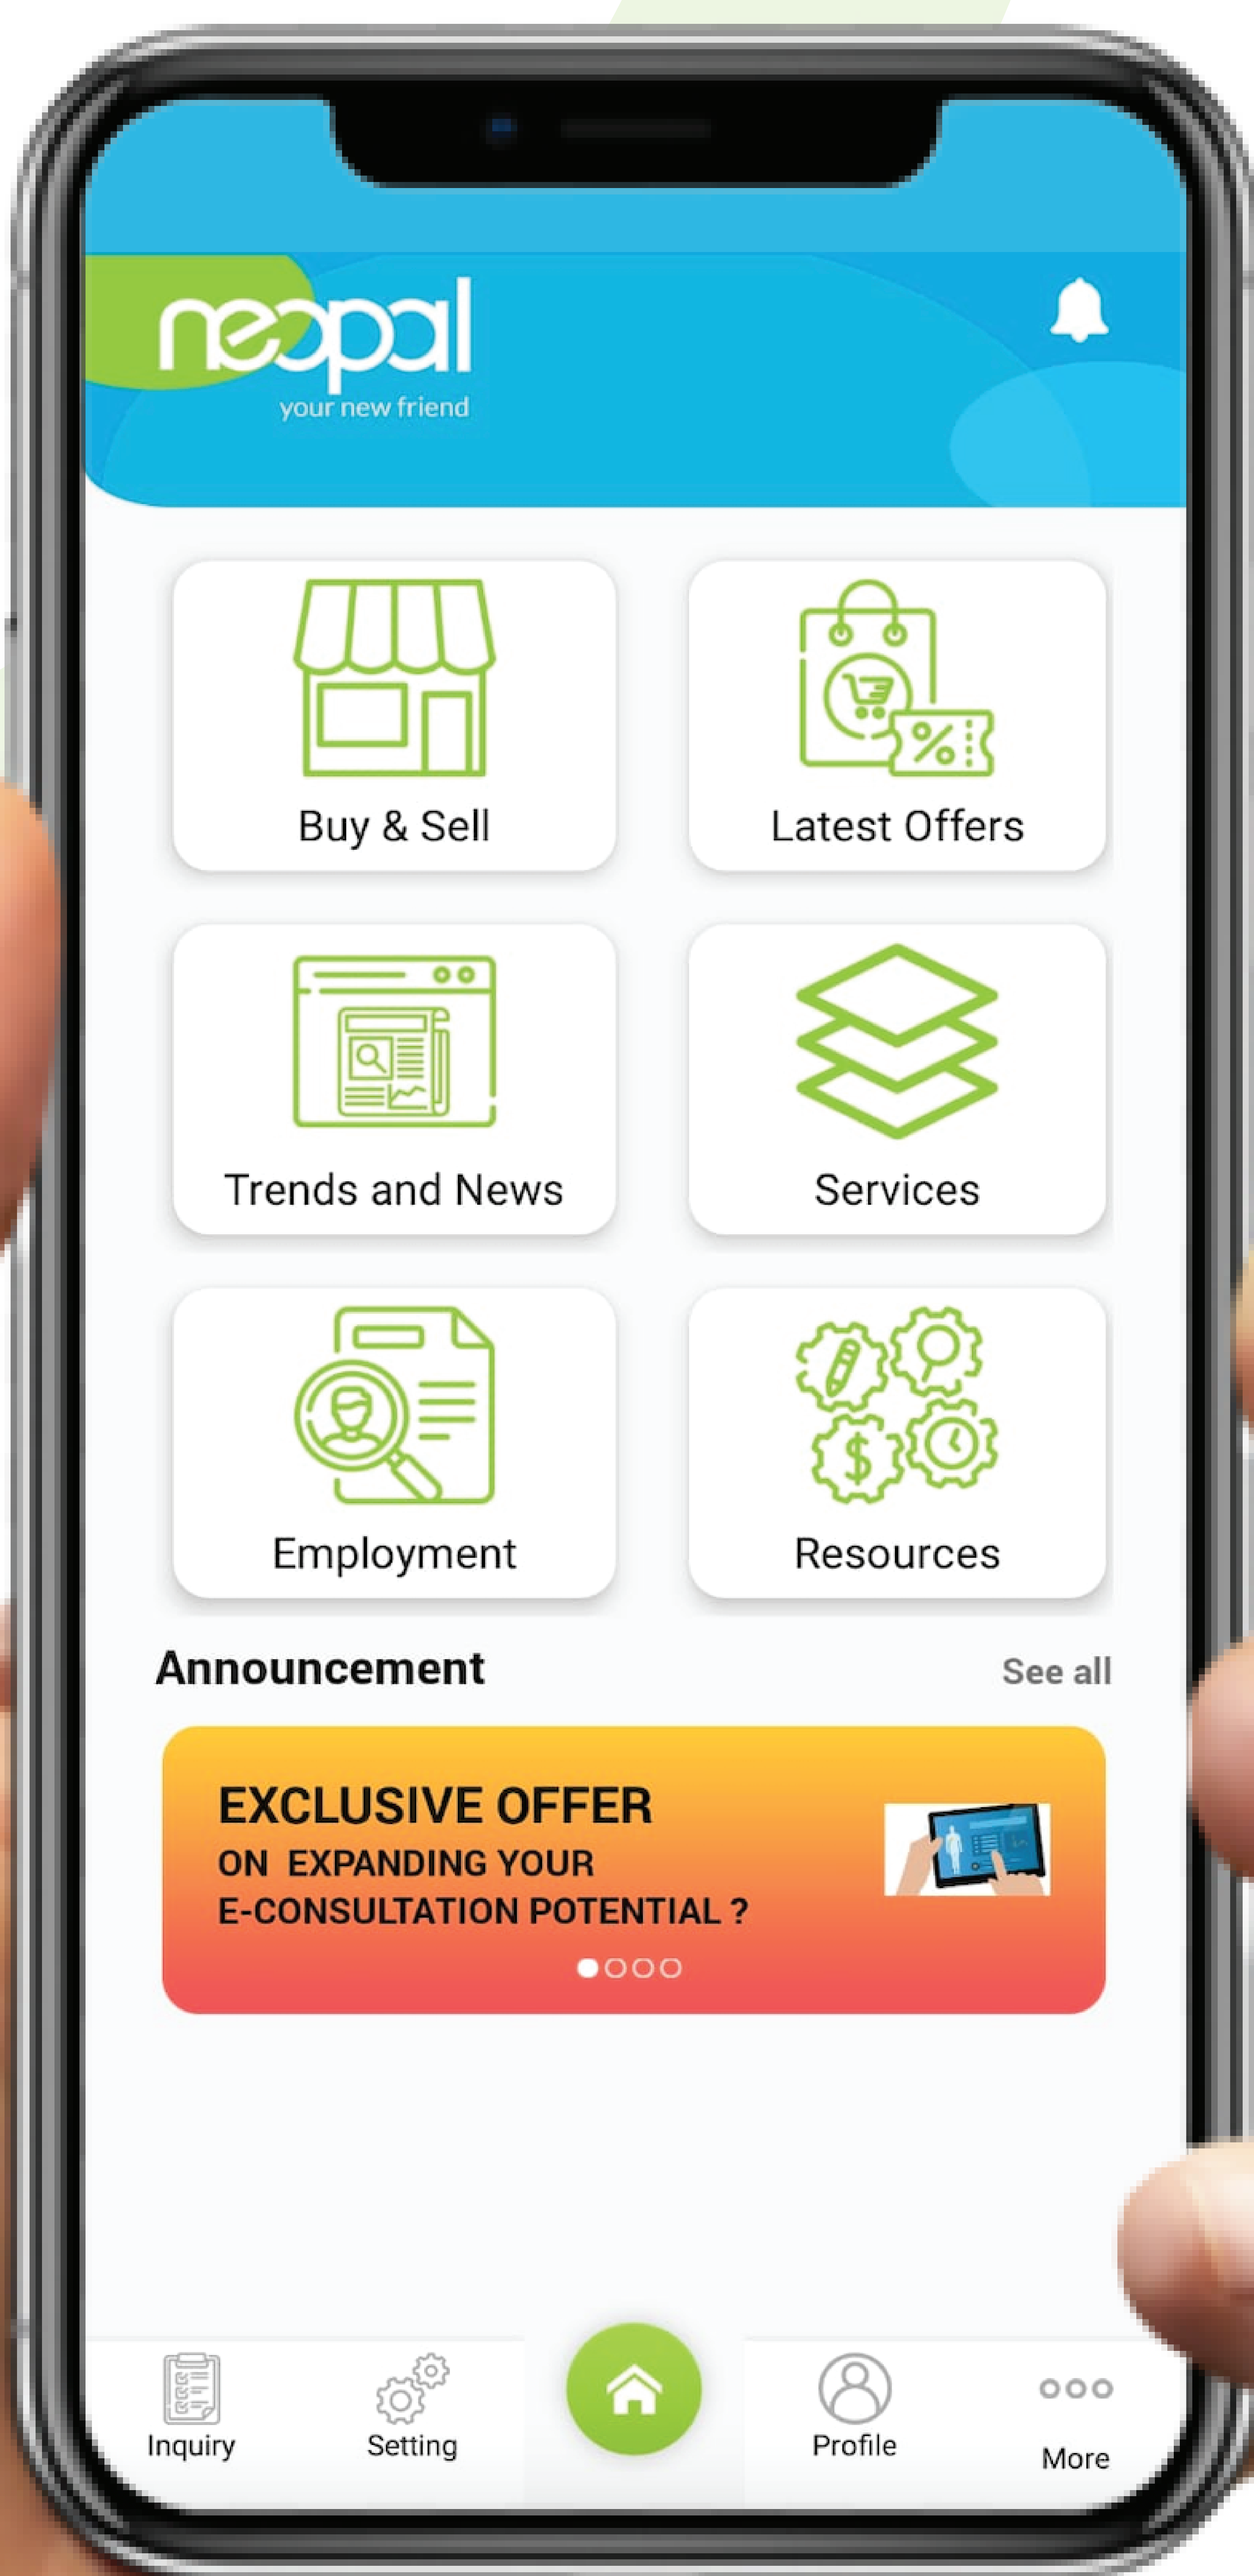 neopal
your new friend
Buy & Sell
Latest Offers
Trends and News
Services
Employment
Resources
Announcement
See all
EXCLUSIVE OFFER
ON EXPANDING YOUR
E-CONSULTATION POTENTIAL ?
Inquiry
Setting
Profile
More